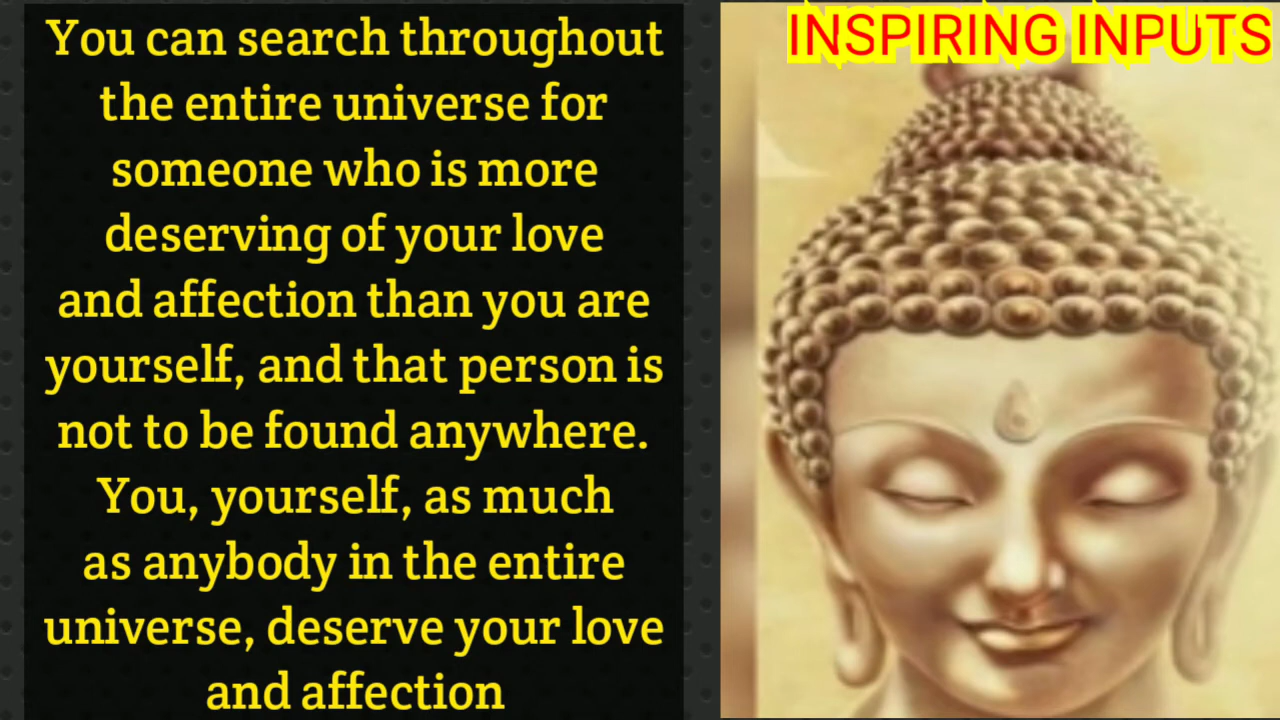 You can search throughout
the entire universe for
someone who is more
deserving of your love
and affection than you are
yourself, and that person is
not to be found anywhere.
You, yourself, as much
as anybody in the entire
universe, deserve your love
and affection
INSPIRING INPUTS